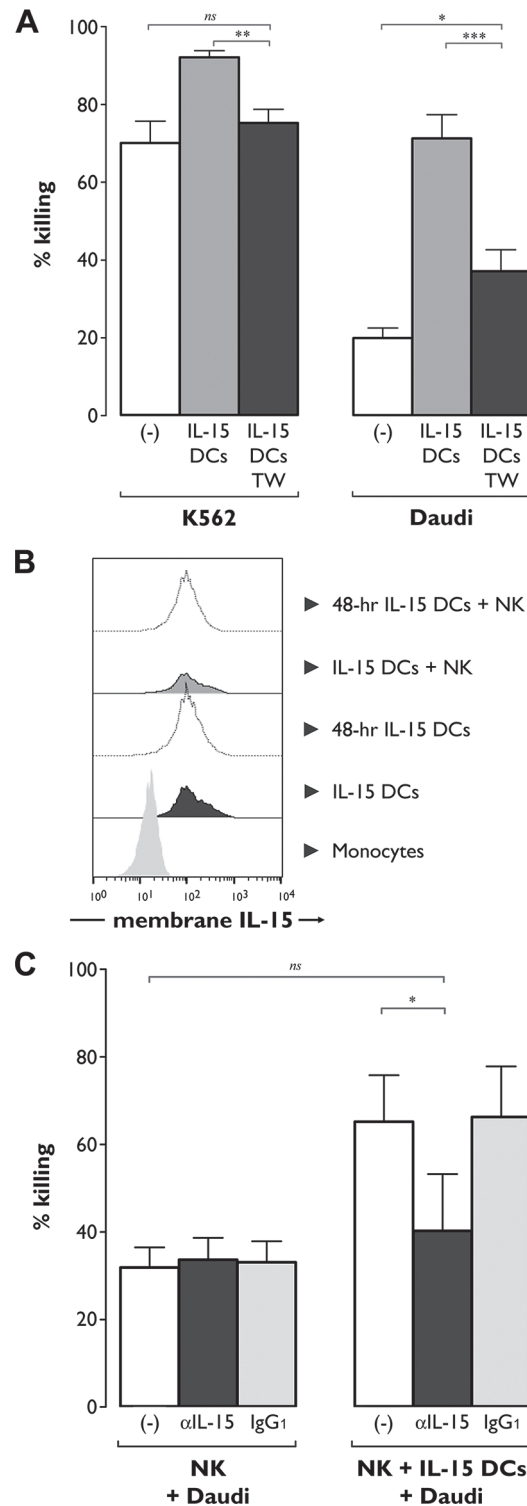 A
% killing
100
80
60
40
20
0
ns
**
*
***
(-) IL-15 DCs IL-15 DCs TW
(-) IL-15 DCs IL-15 DCs TW
K562 Daudi
B
48-hr IL-15 DCs + NK
IL-15 DCs + NK
48-hr IL-15 DCs
IL-15 DCs
Monocytes
10⁰ 10¹ 10² 10³ 10⁴
membrane IL-15
C
% killing
100
80
60
40
20
0
ns
*
(-) αIL-15 IgG₁ (-) αIL-15 IgG₁
NK + Daudi
NK + IL-15 DCs + Daudi